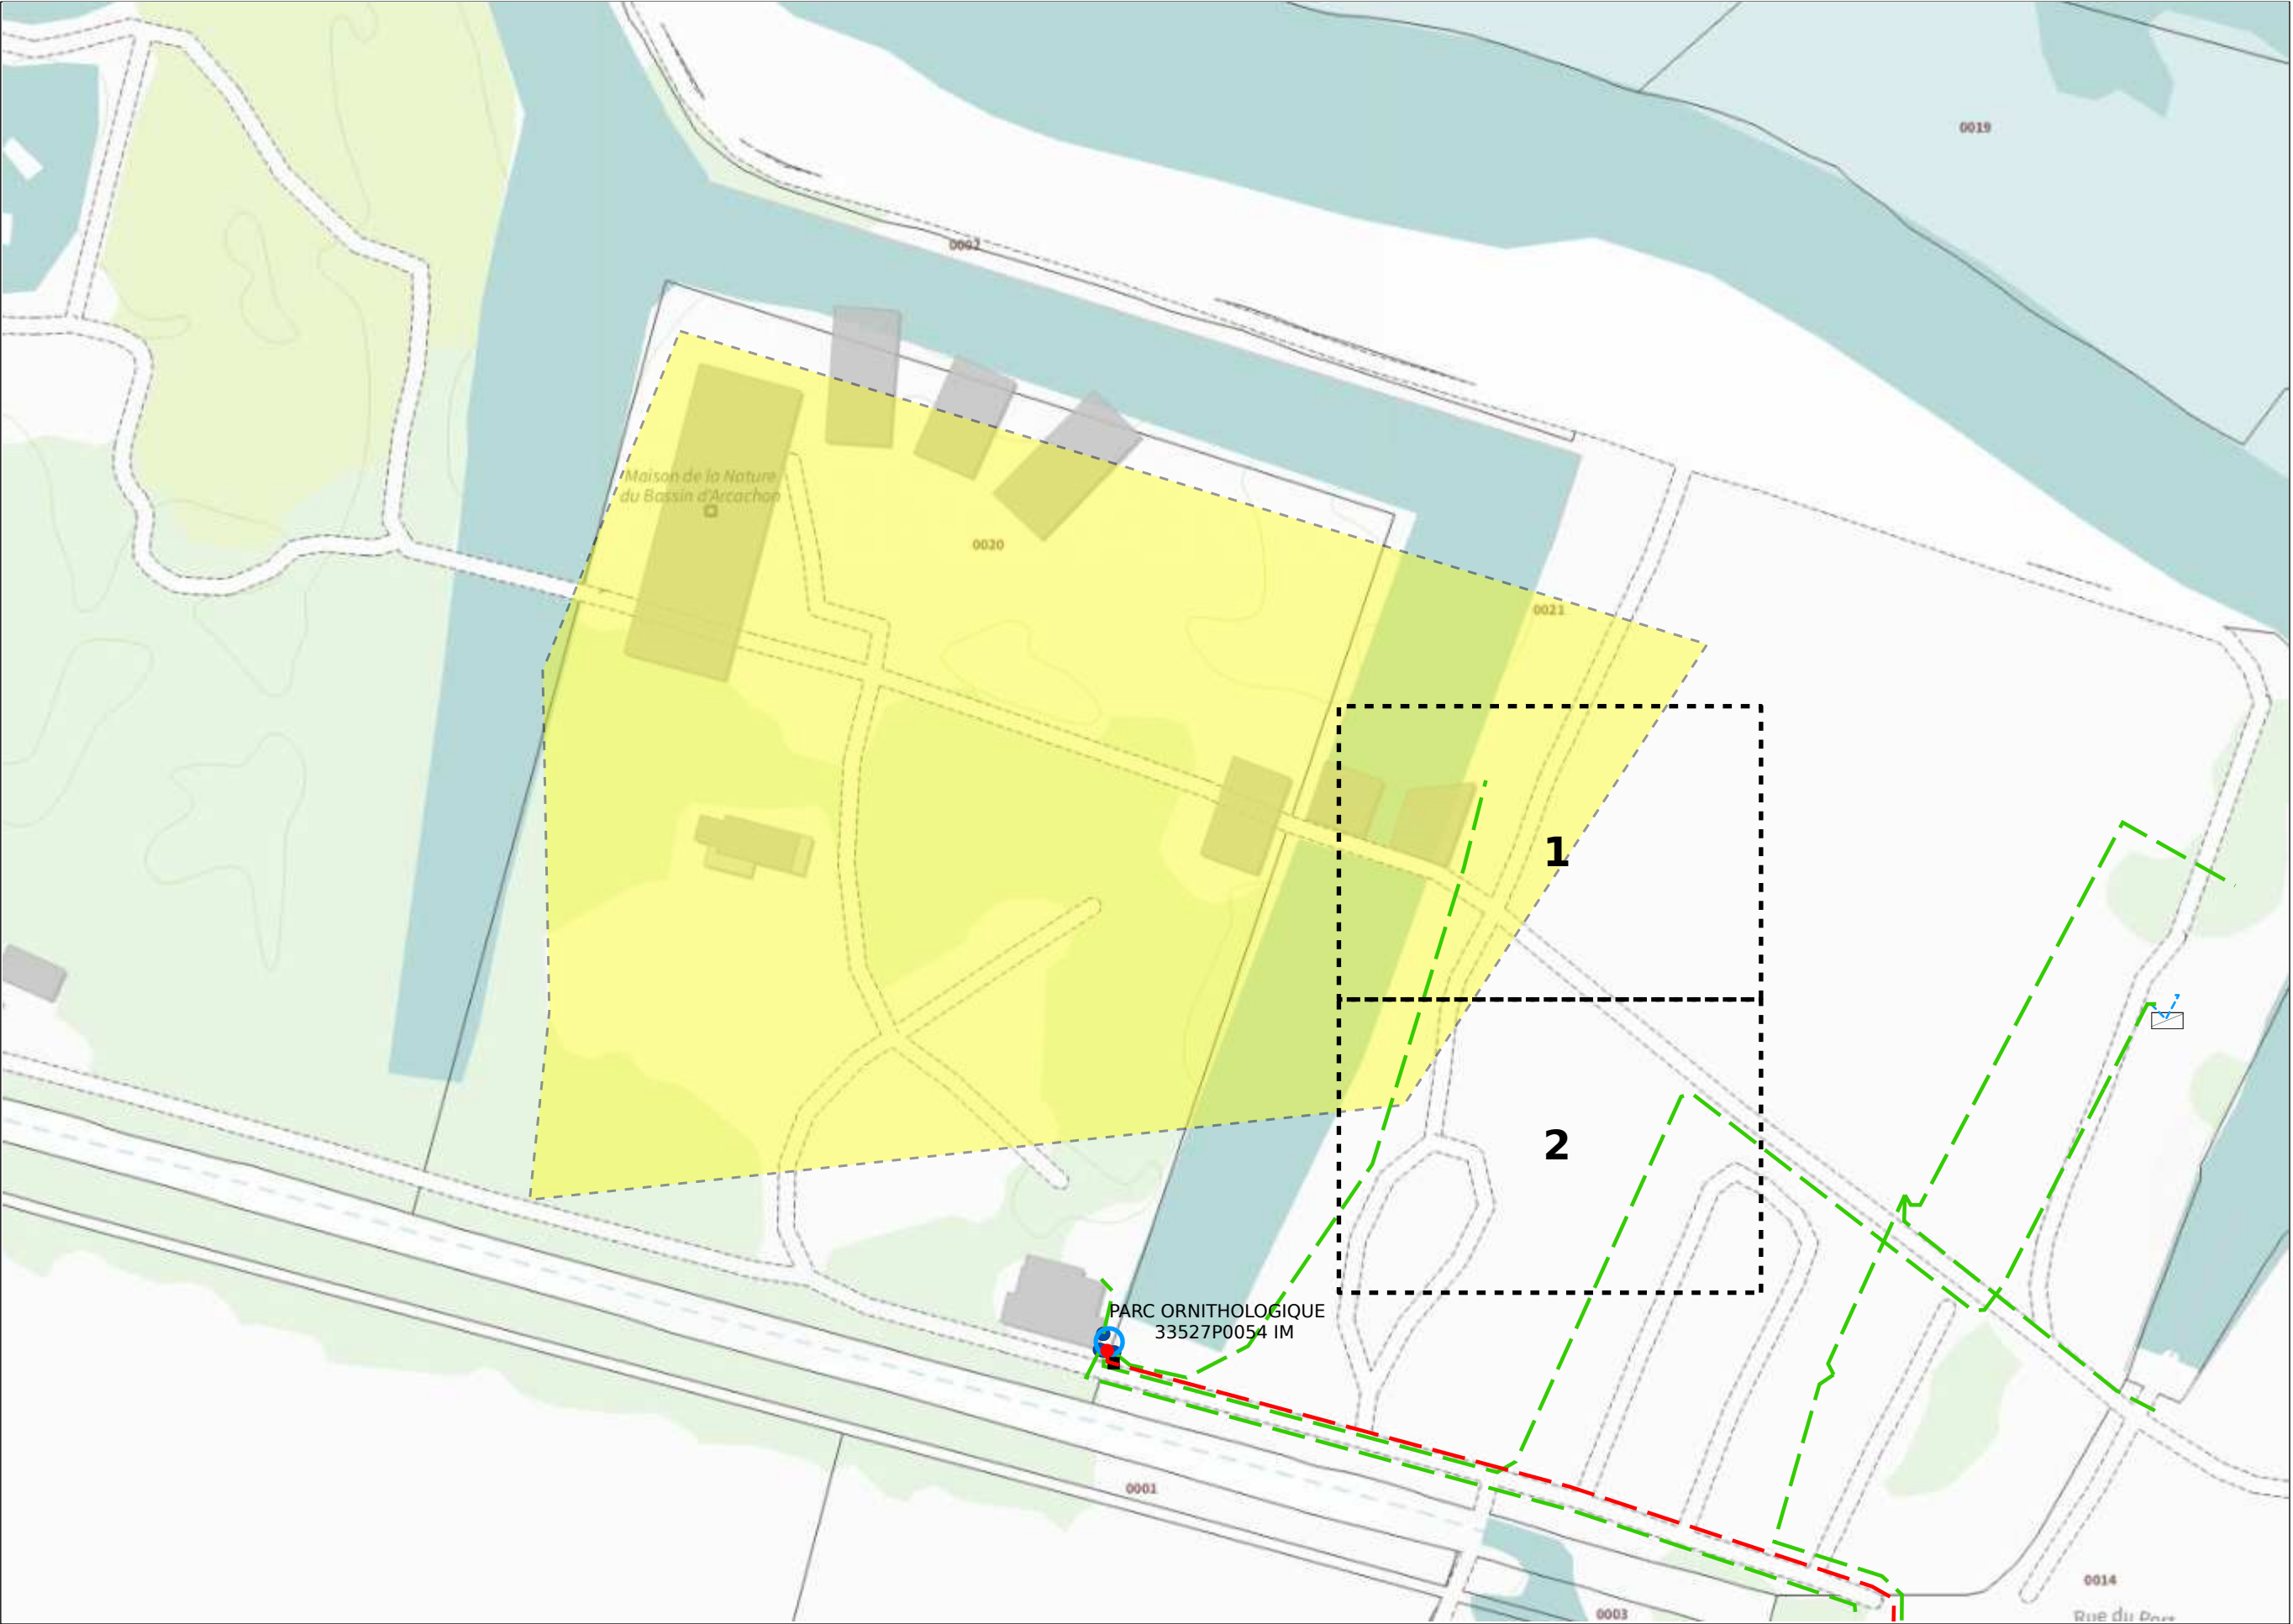 0019
0092
Maison de la Nature
du Bassin d'Arcachon
0020
0021
1
2
PARC ORNITHOLOGIQUE
33527P0054 IM
0001
0014
0003
Rue du Port